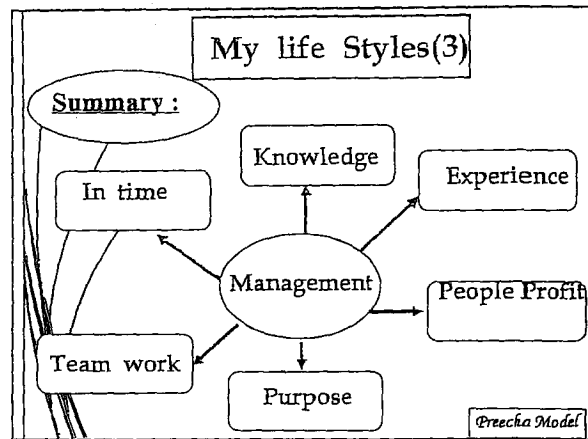 My life Styles(3)
Summary :
Knowledge
Experience
In time
Management
People Profit
Team work
Purpose
Preecha Model